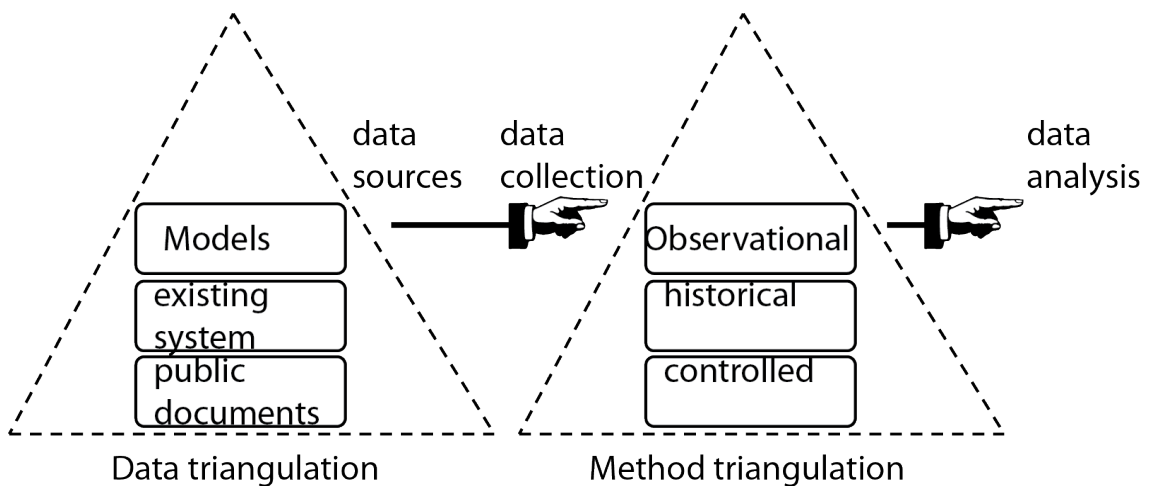 data
sources
data
collection
data
analysis
Models
existing
system
public
documents
Observational
historical
controlled
Data triangulation
Method triangulation